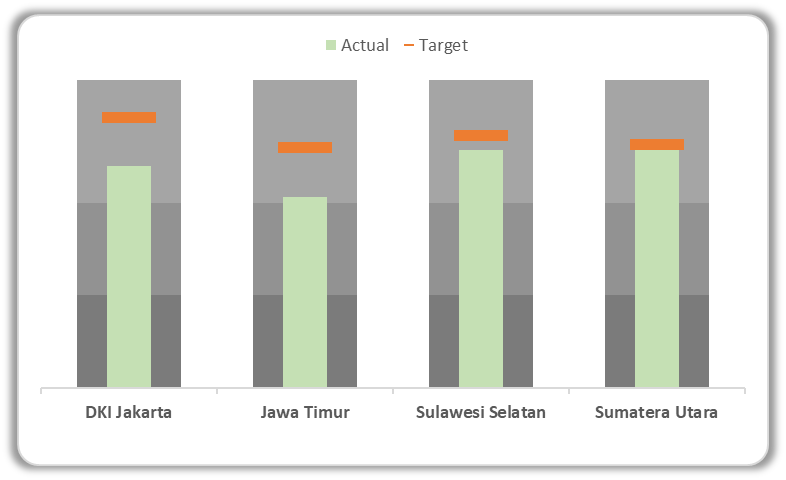 Actual Target
DKI Jakarta Jawa Timur Sulawesi Selatan Sumatera Utara